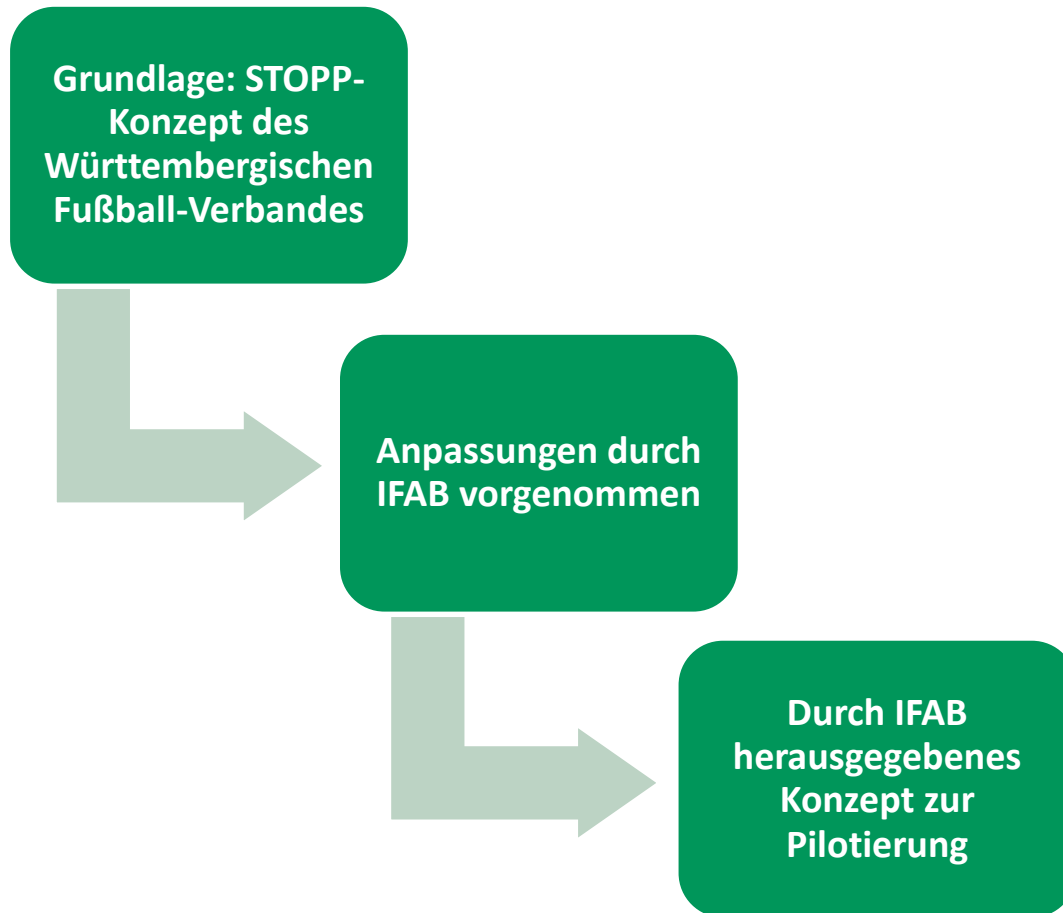 Grundlage: STOPP-
Konzept des
Württembergischen
Fußball-Verbandes
Anpassungen durch
IFAB vorgenommen
Durch IFAB
herausgegebenes
Konzept zur
Pilotierung